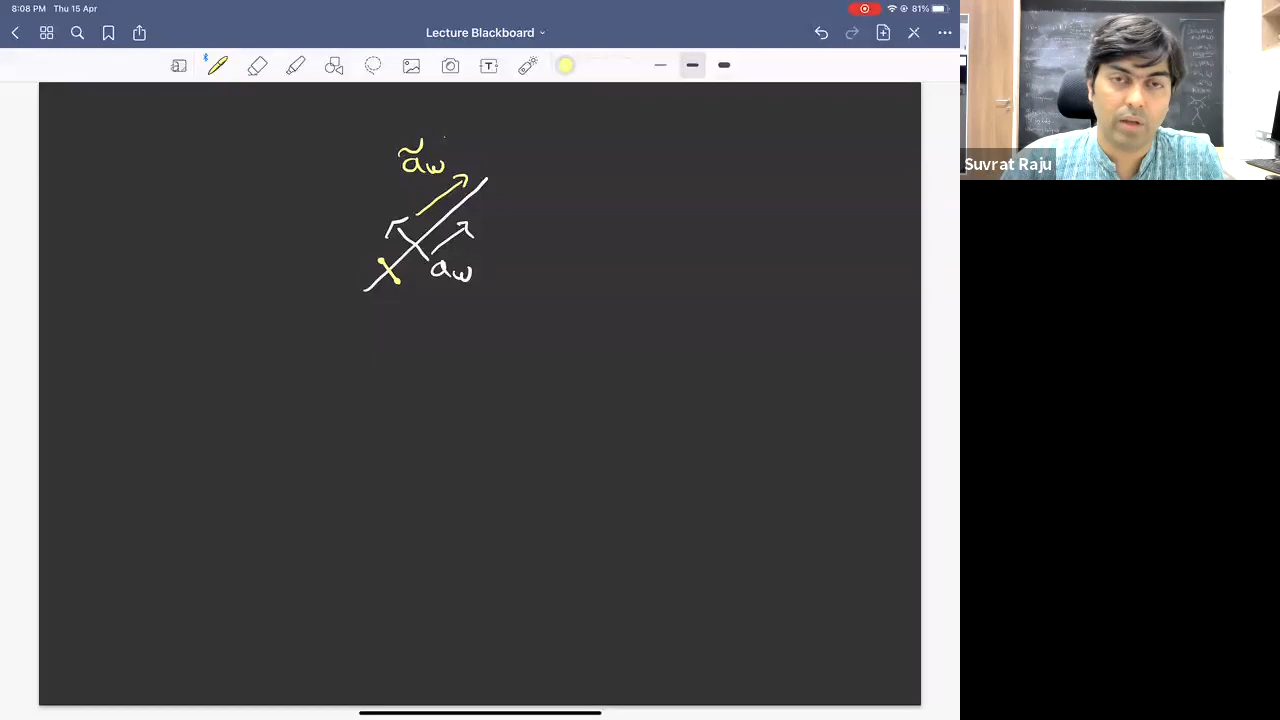 8:08 PM Thu 15 Apr
81%
Lecture Blackboard
ã_ω
a_ω
Suvrat Raju